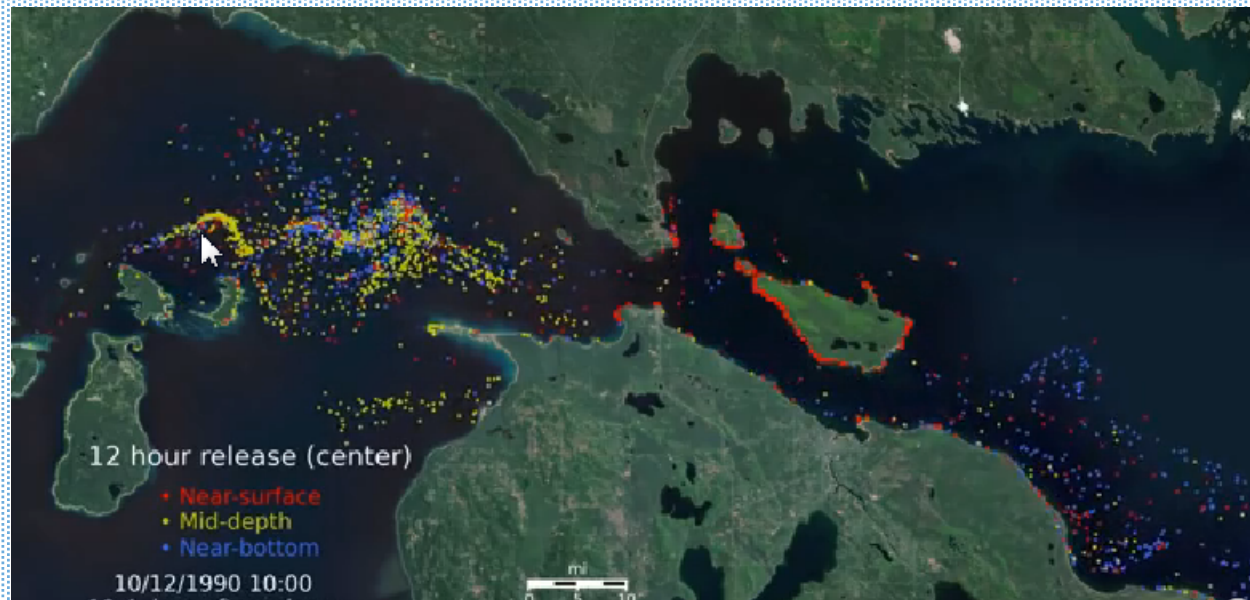 12 hour release (center)
• Near-surface
• Mid-depth
• Near-bottom
10/12/1990 10:00
mi
0 5 10